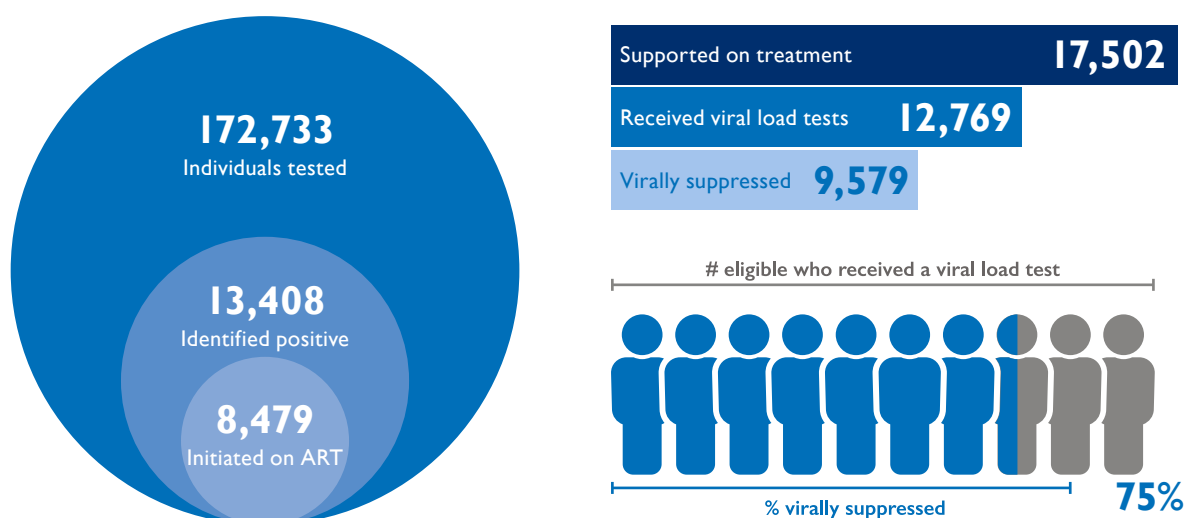 172,733
Individuals tested
13,408
Identified positive
8,479
Initiated on ART
Supported on treatment 17,502
Received viral load tests 12,769
Virally suppressed 9,579
# eligible who received a viral load test
% virally suppressed
75%